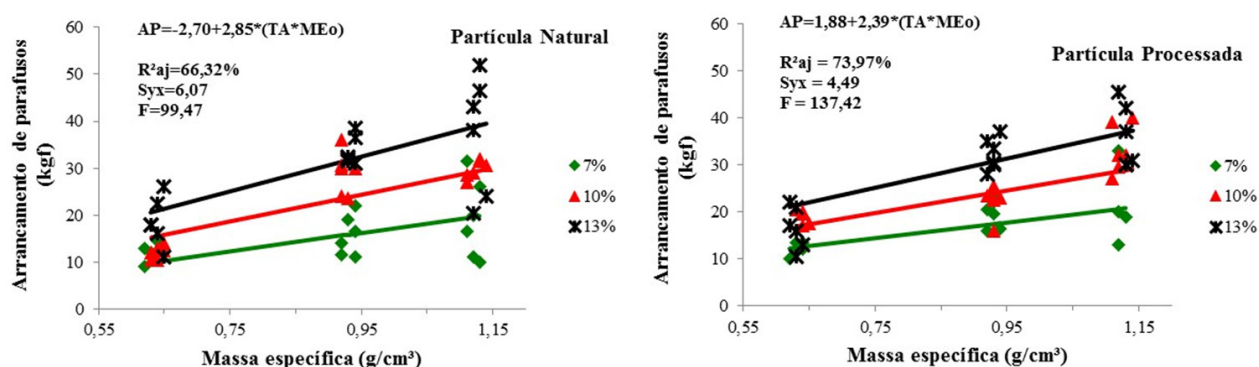 AP=-2,70+2,85*(TA*MEo)
Partícula Natural
R²aj=66,32%
Syx=6,07
F=99,47
Arrancamento de parafusos
(kgf)
60
50
40
30
20
10
0
0,55
0,75
0,95
1,15
Massa específica (g/cm³)
7%
10%
13%
AP=1,88+2,39*(TA*MEo)
Partícula Processada
R²aj = 73,97%
Syx = 4,49
F = 137,42
Arrancamento de parafusos
(kgf)
60
50
40
30
20
10
0
0,55
0,75
0,95
1,15
Massa específica (g/cm³)
7%
10%
13%